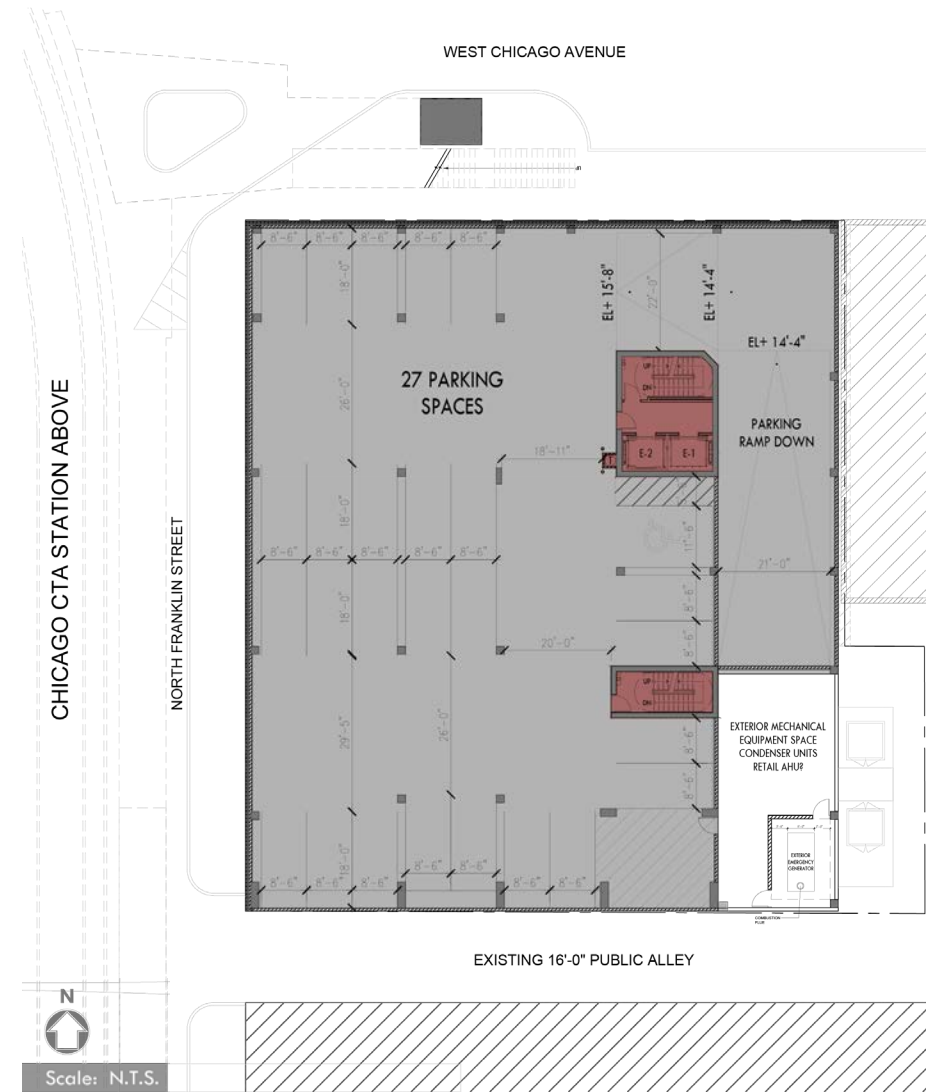 WEST CHICAGO AVENUE
UP
8'-6" 8'-6" 8'-6" 8'-6" 8'-6"
18'-0"
22'-0"
EL+ 15'-8"
EL+ 14'-4"
EL+ 14'-4"
27 PARKING
SPACES
26'-0"
UP
DN
E-2 E-1
PARKING
RAMP DOWN
18'-11"
18'-0"
11'-6"
8'-6" 8'-6" 8'-6" 8'-6" 8'-6"
21'-0"
18'-0"
8'-6"
8'-6"
20'-0"
UP
DN
29'-5"
26'-0"
8'-6"
8'-6"
EXTERIOR MECHANICAL
EQUIPMENT SPACE
CONDENSER UNITS
RETAIL AHU?
18'-0"
8'-6" 8'-6"
8'-6" 8'-6" 8'-6" 8'-6" 8'-6"
EXTERIOR
EMERGENCY
GENERATOR
COMBUSTION
FLUE
CHICAGO CTA STATION ABOVE
NORTH FRANKLIN STREET
EXISTING 16'-0" PUBLIC ALLEY
N
Scale: N.T.S.